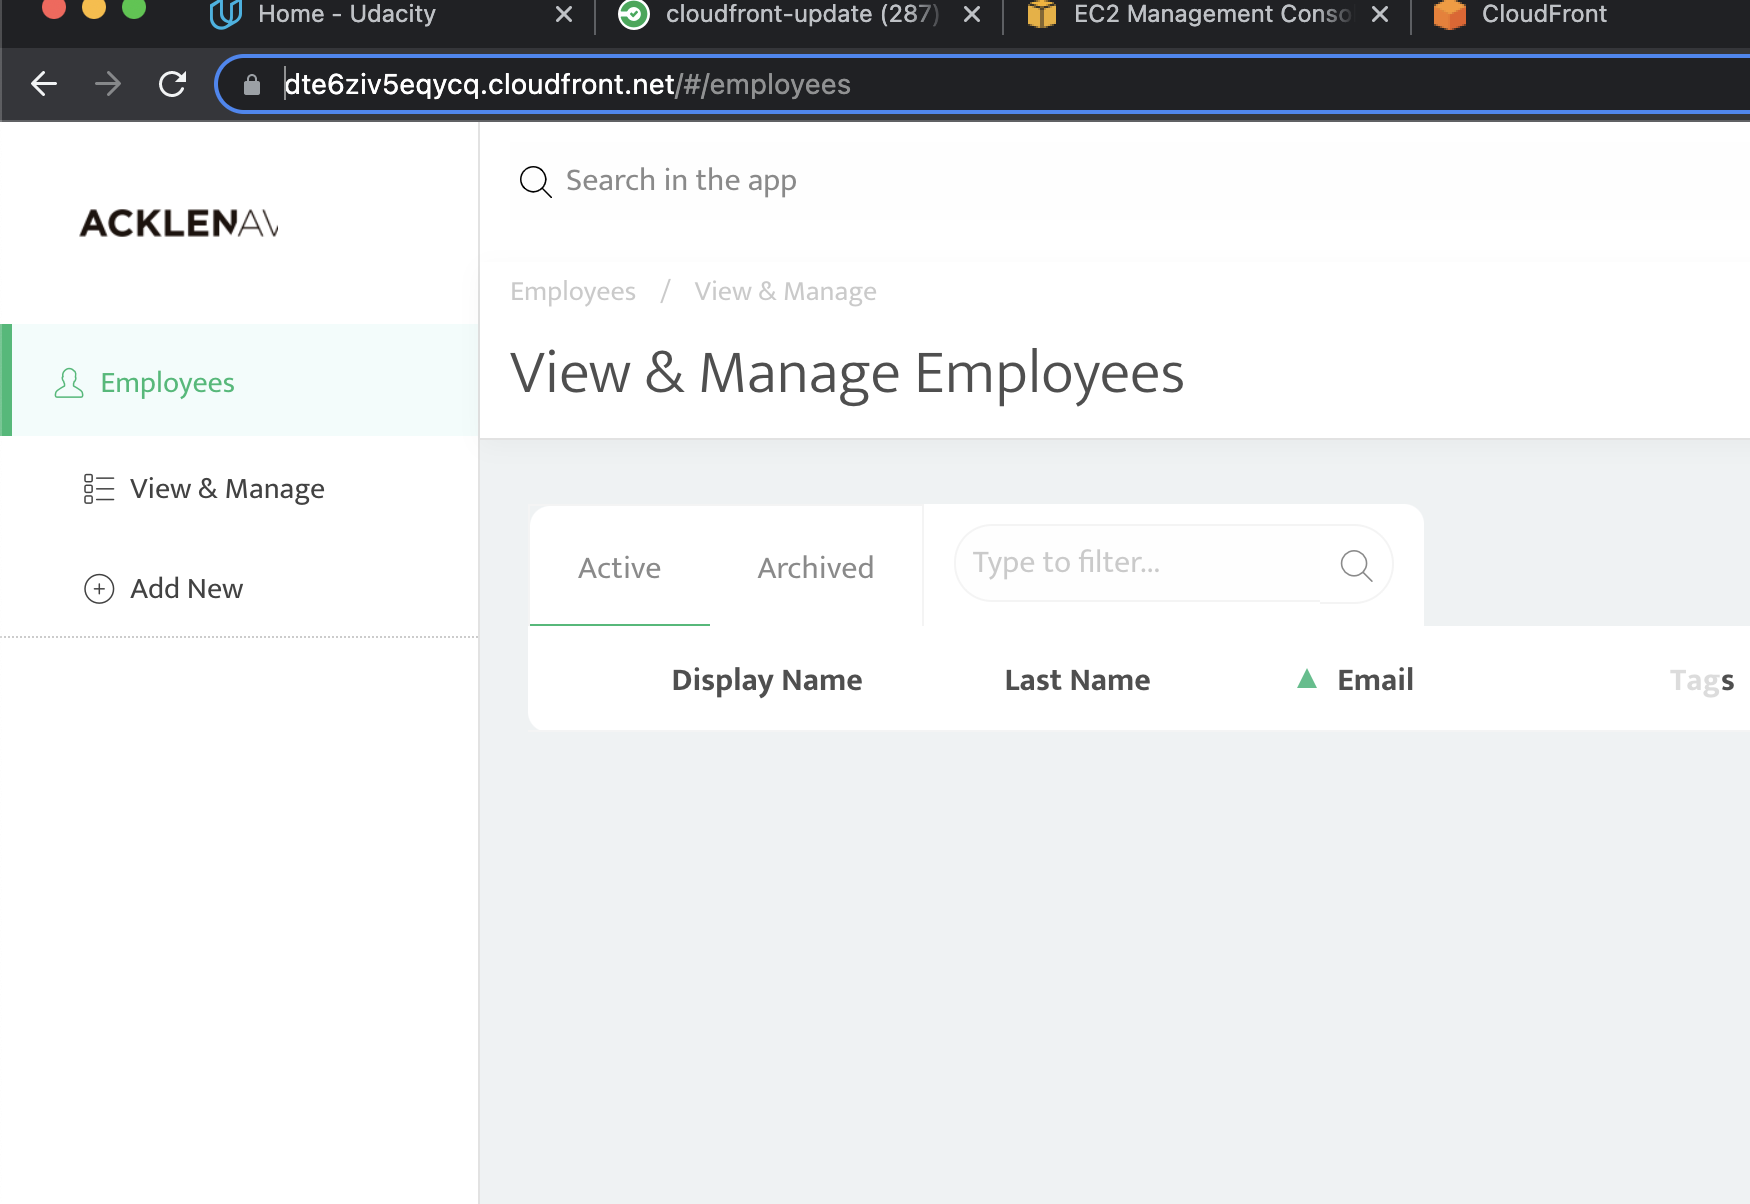 Home - Udacity
cloudfront-update (287)
EC2 Management Conso
CloudFront
dte6ziv5eqycq.cloudfront.net/#/employees
ACKLENAV
Search in the app
Employees / View & Manage
View & Manage Employees
Employees
View & Manage
Add New
Active
Archived
Type to filter...
Display Name
Last Name
Email
Tags